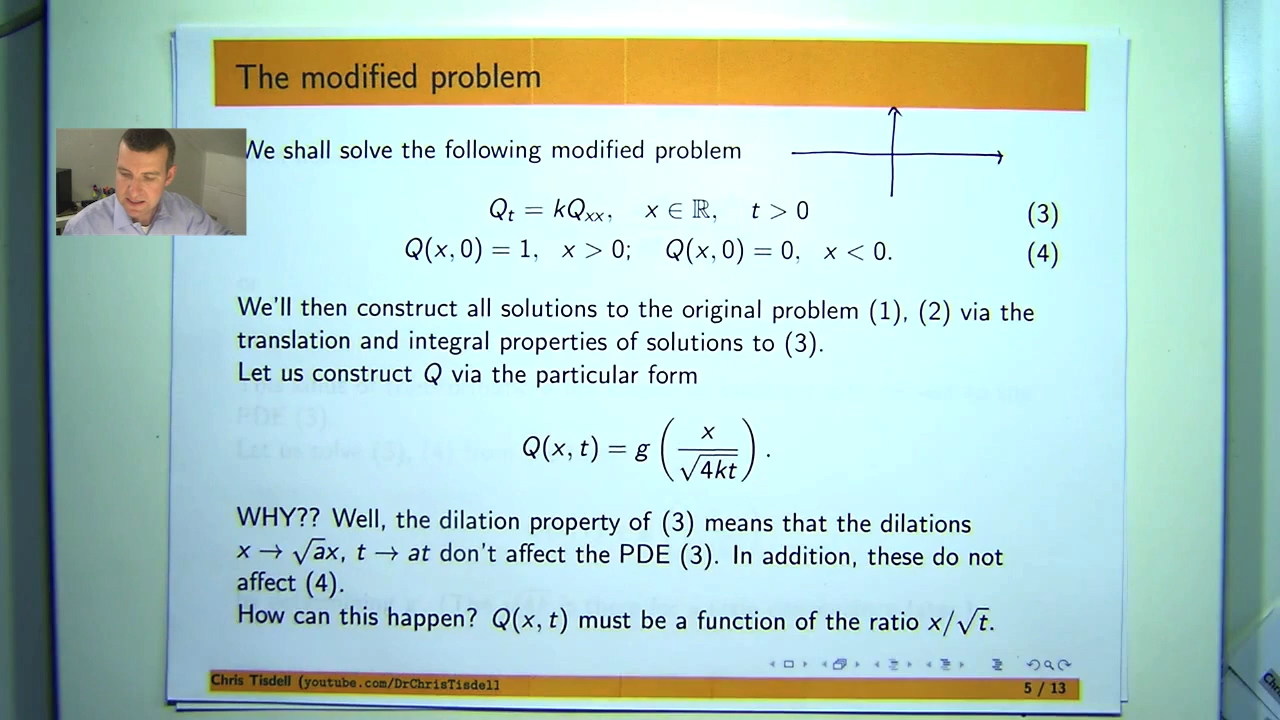 The modified problem
We shall solve the following modified problem
Qₜ = kQₓₓ, x ∈ ℝ, t > 0 (3)
Q(x, 0) = 1, x > 0; Q(x, 0) = 0, x < 0. (4)
We'll then construct all solutions to the original problem (1), (2) via the
translation and integral properties of solutions to (3).
Let us construct Q via the particular form
Q(x, t) = g (x / √4kt).
WHY?? Well, the dilation property of (3) means that the dilations
x → √ax, t → at don't affect the PDE (3). In addition, these do not
affect (4).
How can this happen? Q(x, t) must be a function of the ratio x/√t.
Chris Tisdell (youtube.com/DrChrisTisdell
5 / 13